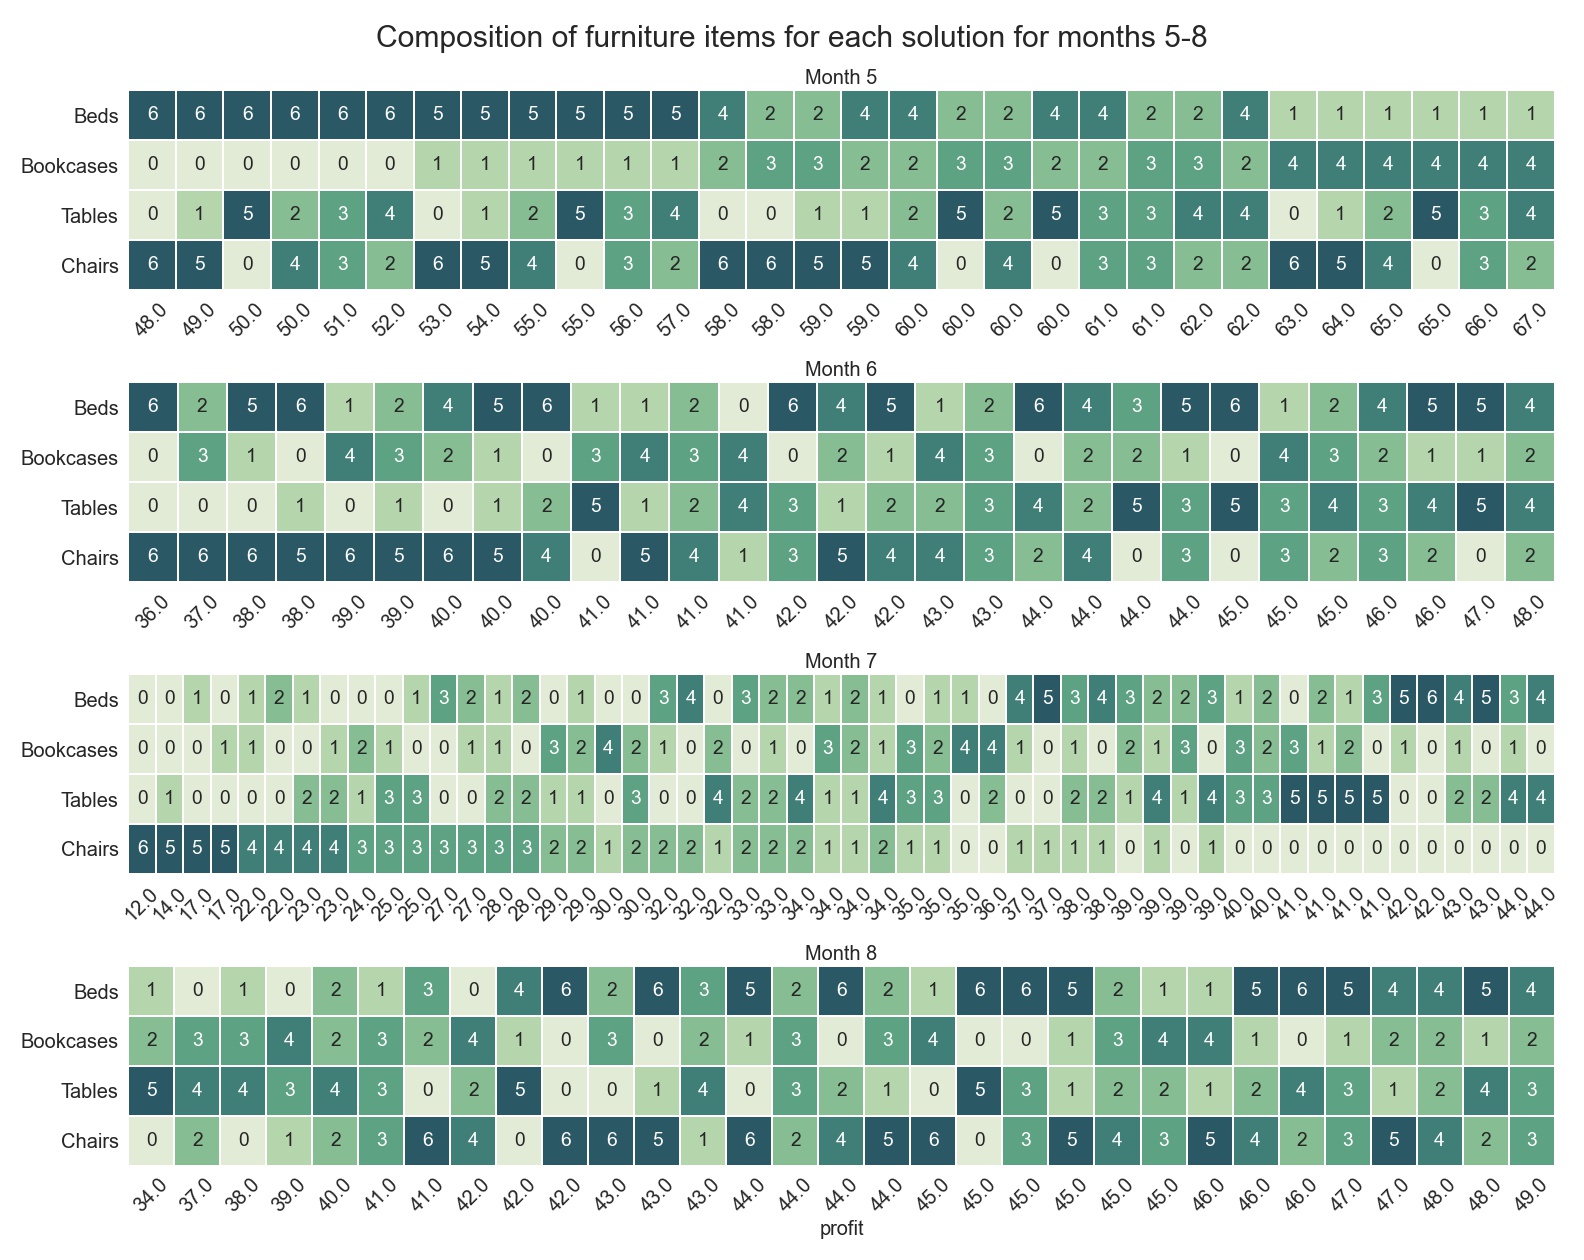 Composition of furniture items for each solution for months 5-8
Month 5
Beds 6 6 6 6 6 6 5 5 5 5 5 5 4 2 2 4 4 2 2 4 4 2 2 4 1 1 1 1 1 1
Bookcases 0 0 0 0 0 0 1 1 1 1 1 1 2 3 3 2 2 3 3 2 2 3 3 2 4 4 4 4 4 4
Tables 0 1 5 2 3 4 0 1 2 5 3 4 0 0 1 1 2 5 2 5 3 3 4 4 0 1 2 5 3 4
Chairs 6 5 0 4 3 2 6 5 4 0 3 2 6 6 5 5 4 0 4 0 3 3 2 2 6 5 4 0 3 2
48.0 49.0 50.0 50.0 51.0 52.0 53.0 54.0 55.0 55.0 56.0 57.0 58.0 58.0 59.0 59.0 60.0 60.0 60.0 60.0 61.0 61.0 62.0 62.0 63.0 64.0 65.0 65.0 66.0 67.0
Month 6
Beds 6 2 5 6 1 2 4 5 6 1 1 2 0 6 4 5 1 2 6 4 3 5 6 1 2 4 5 5 4
Bookcases 0 3 1 0 4 3 2 1 0 3 4 3 4 0 2 1 4 3 0 2 2 1 0 4 3 2 1 1 2
Tables 0 0 0 1 0 1 0 1 2 5 1 2 4 3 1 2 2 3 4 2 5 3 5 3 4 3 4 5 4
Chairs 6 6 6 5 6 5 6 5 4 0 5 4 1 3 5 4 4 3 2 4 0 3 0 3 2 3 2 0 2
36.0 37.0 38.0 38.0 39.0 39.0 40.0 40.0 40.0 41.0 41.0 41.0 41.0 42.0 42.0 42.0 43.0 43.0 44.0 44.0 44.0 44.0 45.0 45.0 45.0 46.0 46.0 47.0 48.0
Month 7
Beds 0 0 1 0 1 2 1 0 0 0 1 3 2 1 2 0 1 0 0 3 4 0 3 2 2 1 2 1 0 1 1 0 4 5 3 4 3 2 2 3 1 2 0 2 1 3 5 6 4 5 3 4
Bookcases 0 0 0 1 1 0 0 1 2 1 0 0 1 1 0 3 2 4 2 1 0 2 0 1 0 3 2 1 3 2 4 4 1 0 1 0 2 1 3 0 3 2 3 1 2 0 1 0 1 0 1 0
Tables 0 1 0 0 0 0 2 2 1 3 3 0 0 2 2 1 1 0 3 0 0 4 2 2 4 1 1 4 3 3 0 2 0 0 2 2 1 4 1 4 3 3 5 5 5 5 0 0 2 2 4 4
Chairs 6 5 5 5 4 4 4 4 3 3 3 3 3 3 3 2 2 1 2 2 2 1 2 2 2 1 1 2 1 1 0 0 1 1 1 1 0 1 0 1 0 0 0 0 0 0 0 0 0 0 0 0
12.0 14.0 17.0 17.0 22.0 22.0 23.0 23.0 24.0 25.0 25.0 27.0 27.0 28.0 28.0 29.0 29.0 30.0 30.0 32.0 32.0 32.0 33.0 33.0 34.0 34.0 34.0 34.0 35.0 35.0 35.0 36.0 37.0 37.0 38.0 38.0 39.0 39.0 39.0 39.0 40.0 40.0 41.0 41.0 41.0 41.0 42.0 42.0 43.0 43.0 44.0 44.0
Month 8
Beds 1 0 1 0 2 1 3 0 4 6 2 6 3 5 2 6 2 1 6 6 5 2 1 1 5 6 5 4 4 5 4
Bookcases 2 3 3 4 2 3 2 4 1 0 3 0 2 1 3 0 3 4 0 0 1 3 4 4 1 0 1 2 2 1 2
Tables 5 4 4 3 4 3 0 2 5 0 0 1 4 0 3 2 1 0 5 3 1 2 2 1 2 4 3 1 2 4 3
Chairs 0 2 0 1 2 3 6 4 0 6 6 5 1 6 2 4 5 6 0 3 5 4 3 5 4 2 3 5 4 2 3
34.0 37.0 38.0 39.0 40.0 41.0 41.0 42.0 42.0 42.0 43.0 43.0 43.0 44.0 44.0 44.0 44.0 45.0 45.0 45.0 45.0 45.0 45.0 46.0 46.0 46.0 47.0 47.0 48.0 48.0 49.0
profit